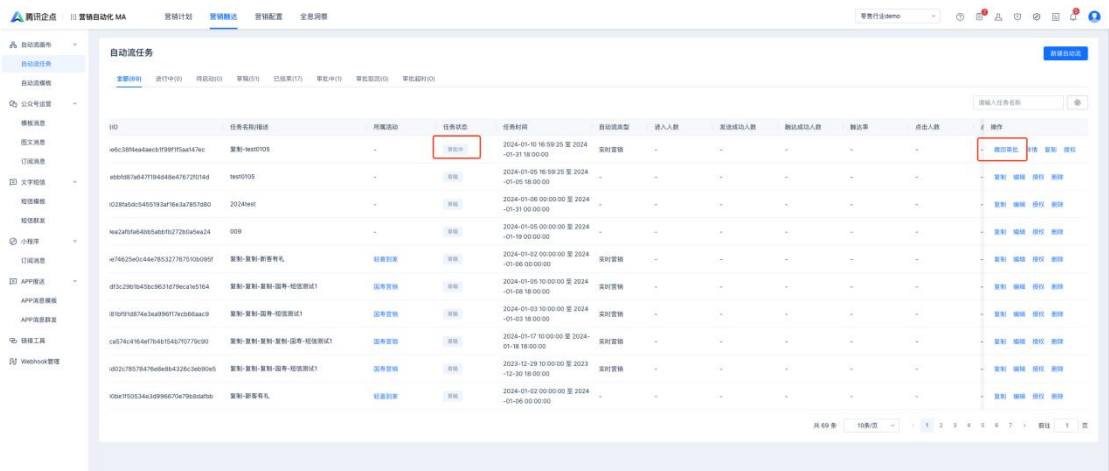 腾讯企点 营销自动化 MA 营销计划 营销触达 营销配置 全息洞察 零售行业demo
自动流画布
自动流任务
自动流模板
公众号运营
模板消息
图文消息
订阅消息
文字短信
短信模板
短信群发
小程序
订阅消息
APP推送
APP消息模板
APP消息群发
链接工具
Webhook管理
自动流任务 新建自动流
全部(69) 进行中(0) 待启动(0) 草稿(51) 已结束(17) 审批中(1) 审批驳回(0) 审批超时(0)
请输入任务名称
任务名称/描述 所属活动 任务状态 任务时间 自动流类型 进入人数 发送成功人数 触达成功人数 触达率 点击人数 操作
复制-test0105 - 审批中 2024-01-10 16:59:25 至 2024-01-31 18:00:00 实时营销 - - - - - - 撤回审批 详情 复制 授权
test0105 - 草稿 2024-01-05 16:59:25 至 2024-01-05 18:00:00 - - - - - - - 复制 编辑 授权 删除
2024test - 草稿 2024-01-06 00:00:00 至 2024-01-31 00:00:00 - - - - - - - 复制 编辑 授权 删除
009 - 草稿 2024-01-05 00:00:00 至 2024-01-19 00:00:00 - - - - - - - 复制 编辑 授权 删除
复制-复制-新客有礼 轻喜到家 草稿 2024-01-02 00:00:00 至 2024-01-06 00:00:00 实时营销 - - - - - - 复制 编辑 授权 删除
复制-复制-复制-国寿-短信测试1 国寿营销 草稿 2024-01-05 10:00:00 至 2024-01-08 18:00:00 实时营销 - - - - - - 复制 编辑 授权 删除
复制-复制-国寿-短信测试1 国寿营销 草稿 2024-01-03 10:00:00 至 2024-01-03 18:00:00 实时营销 - - - - - - 复制 编辑 授权 删除
复制-复制-复制-复制-国寿-短信测试1 国寿营销 草稿 2024-01-17 10:00:00 至 2024-01-18 18:00:00 实时营销 - - - - - - 复制 编辑 授权 删除
复制-复制-复制-国寿-短信测试1 国寿营销 草稿 2023-12-29 10:00:00 至 2023-12-30 18:00:00 实时营销 - - - - - - 复制 编辑 授权 删除
复制-新客有礼 轻喜到家 草稿 2024-01-02 00:00:00 至 2024-01-06 00:00:00 - - - - - - - 复制 编辑 授权 删除
共 69 条 10条/页 1 2 3 4 5 6 7 前往 1 页